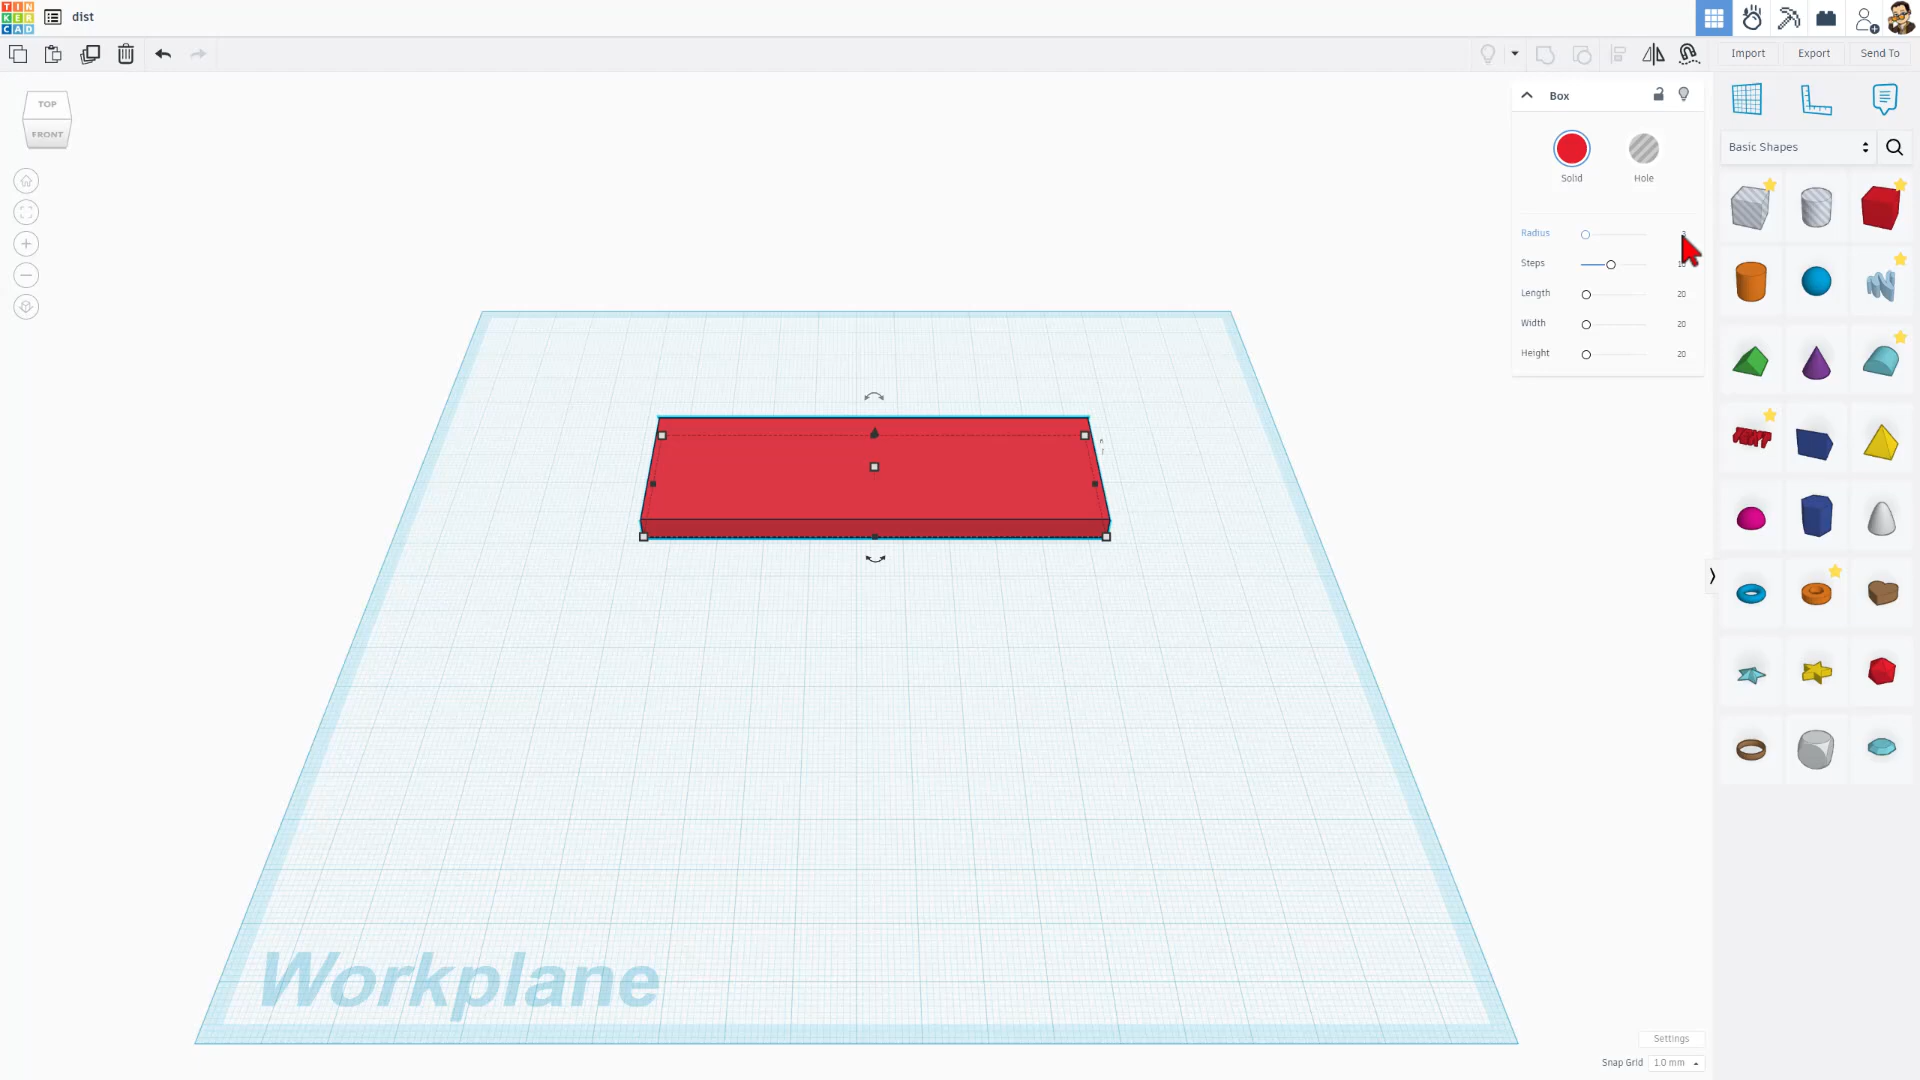 TIN
KER
CAD
dist
Import
Export
Send To
TOP
FRONT
Box
Solid
Hole
Radius
Steps
Length 20
Width 20
Height 20
Basic Shapes
TEXT
Workplane
Settings
Snap Grid 1.0 mm